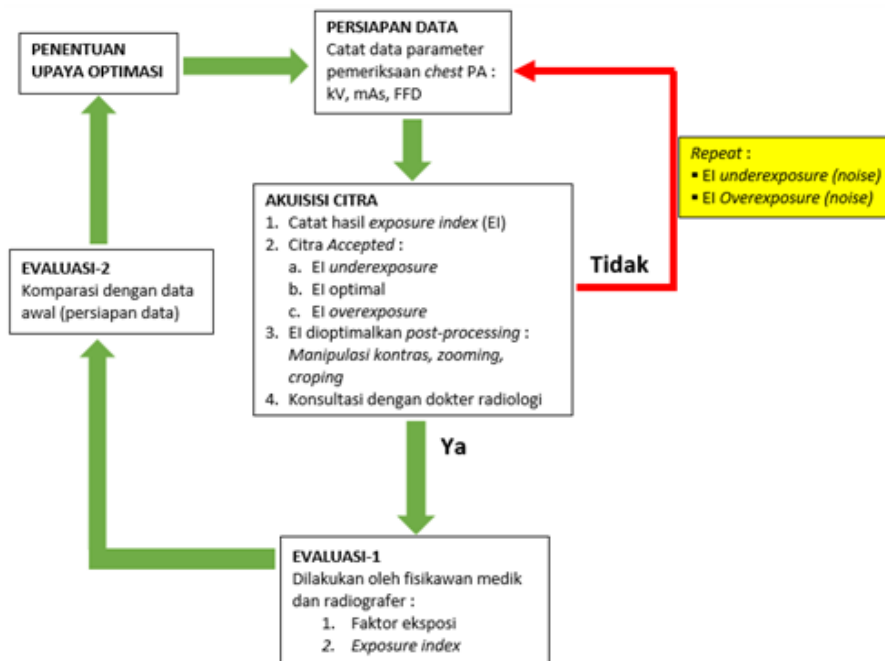 PENENTUAN
UPAYA OPTIMASI
PERSIAPAN DATA
Catat data parameter
pemeriksaan chest PA :
kV, mAs, FFD
Repeat :
▪ EI underexposure (noise)
▪ EI Overexposure (noise)
AKUISISI CITRA
1. Catat hasil exposure index (EI)
2. Citra Accepted :
a. EI underexposure
b. EI optimal
c. EI overexposure
3. EI dioptimalkan post-processing :
Manipulasi kontras, zooming,
croping
4. Konsultasi dengan dokter radiologi
Tidak
EVALUASI-2
Komparasi dengan data
awal (persiapan data)
Ya
EVALUASI-1
Dilakukan oleh fisikawan medik
dan radiografer :
1. Faktor eksposi
2. Exposure index